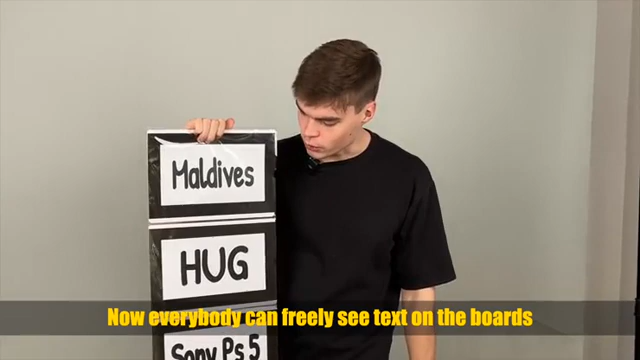 Maldives
HUG
Now everybody can freely see text on the boards
Sony Ps 5